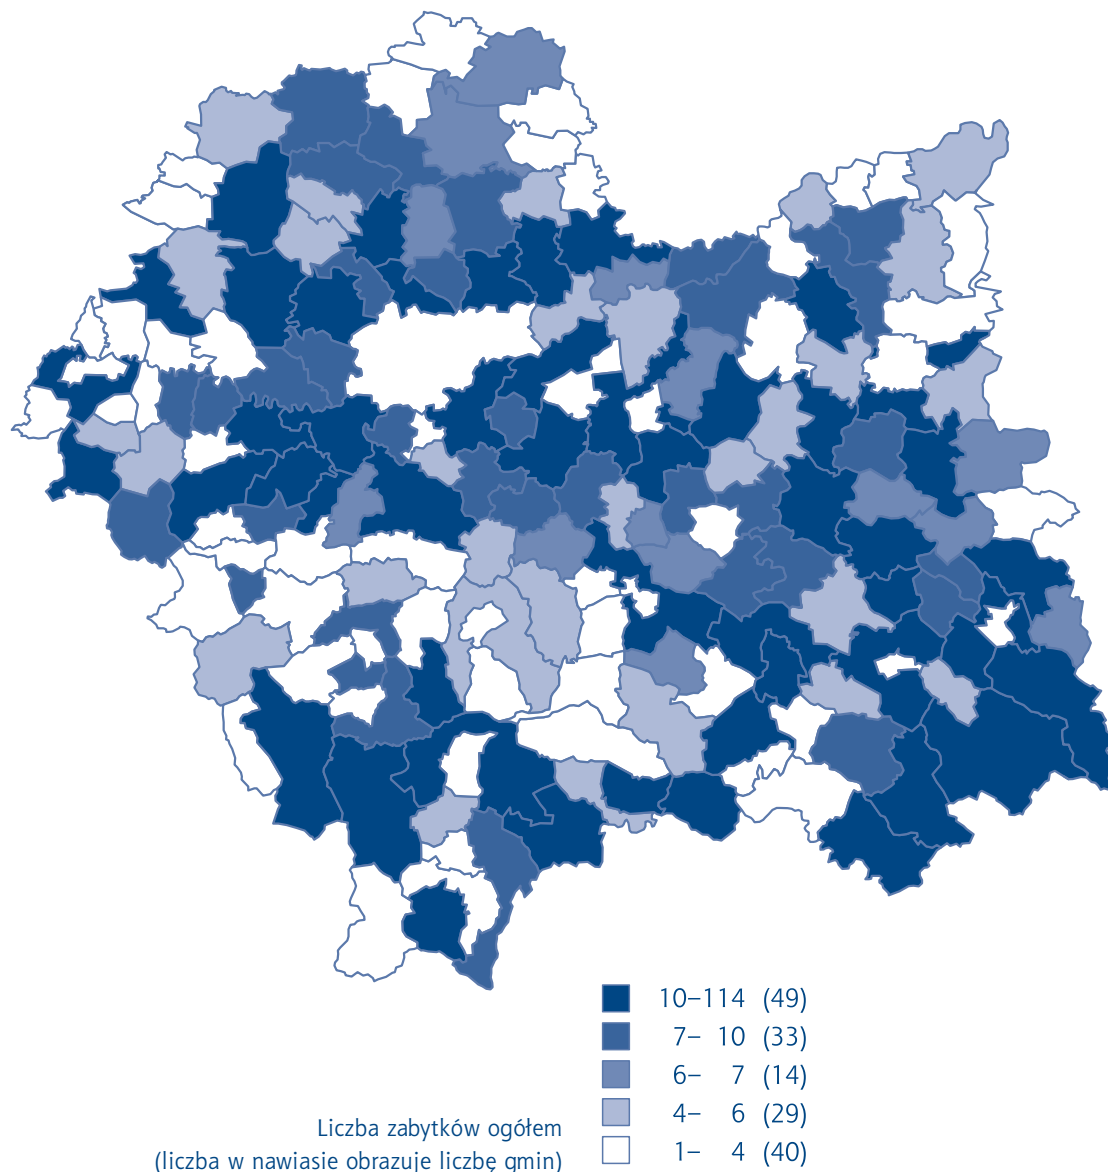 10–114 (49)
7– 10 (33)
6– 7 (14)
4– 6 (29)
1– 4 (40)
Liczba zabytków ogółem
(liczba w nawiasie obrazuje liczbę gmin)